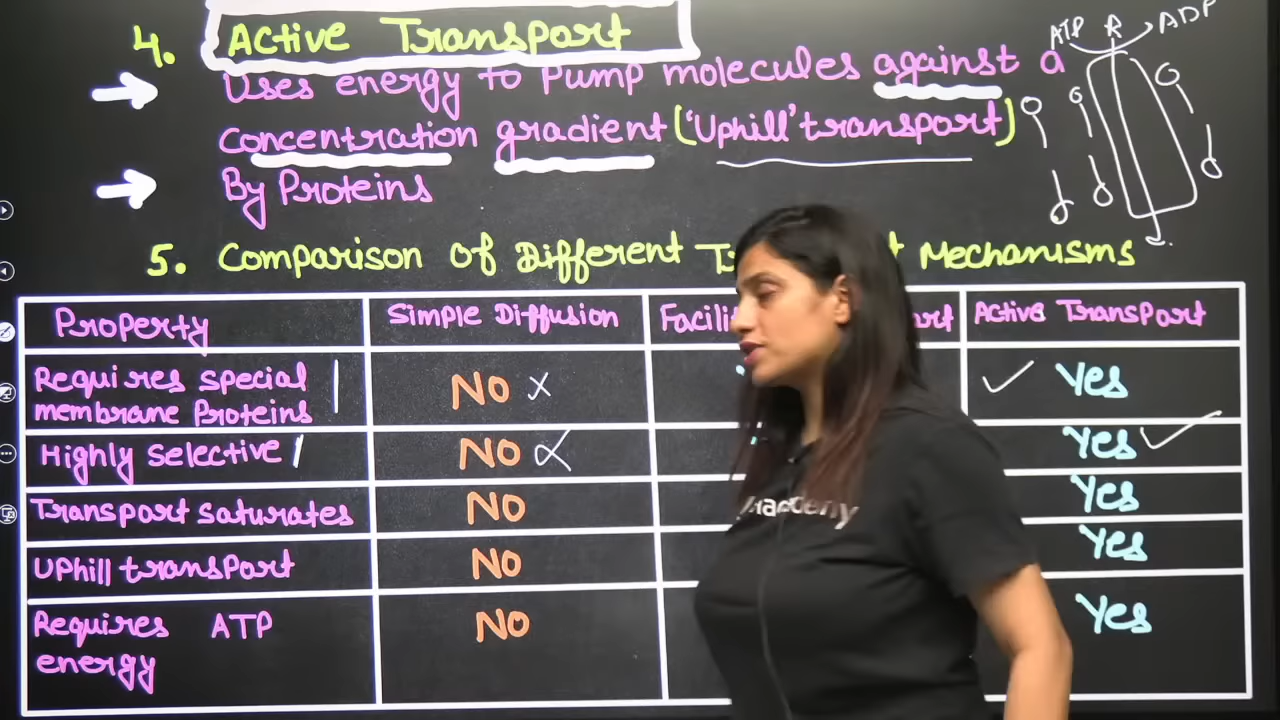 4. Active Transport
Uses energy to Pump molecules against a
concentration gradient ('Uphill' transport)
By Proteins
ATP ADP
5. Comparison of Different Mechanisms
Property Simple Diffusion Active Transport
Requires special
membrane Proteins NO Yes
Highly selective NO Yes
Transport saturates NO Yes
Uphill transport NO Yes
Requires ATP
energy NO Yes